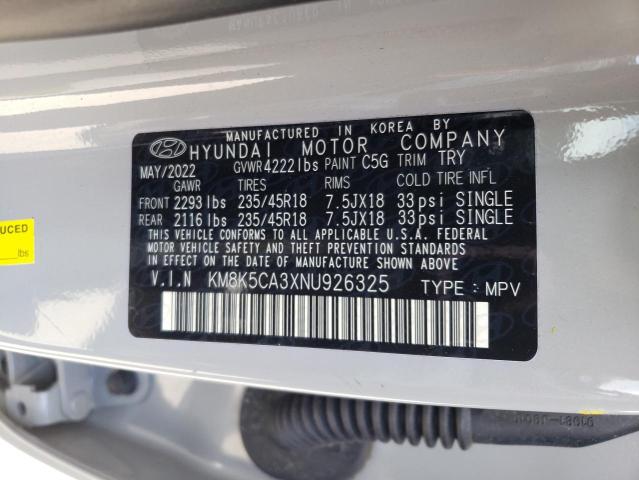 MANUFACTURED IN KOREA BY
HYUNDAI MOTOR COMPANY
MAY/2022 GVWR 4222lbs PAINT C5G TRIM TRY
GAWR TIRES RIMS COLD TIRE INFL
FRONT 2293 lbs 235/45R18 7.5JX18 33 psi SINGLE
REAR 2116 lbs 235/45R18 7.5JX18 33 psi SINGLE
THIS VEHICLE CONFORMS TO ALL APPLICABLE U.S.A. FEDERAL
MOTOR VEHICLE SAFETY AND THEFT PREVENTION STANDARDS
IN EFFECT ON THE DATE OF MANUFACTURE SHOWN ABOVE.
V.I.N KM8K5CA3XNU926325 TYPE : MPV
UCED
lbs